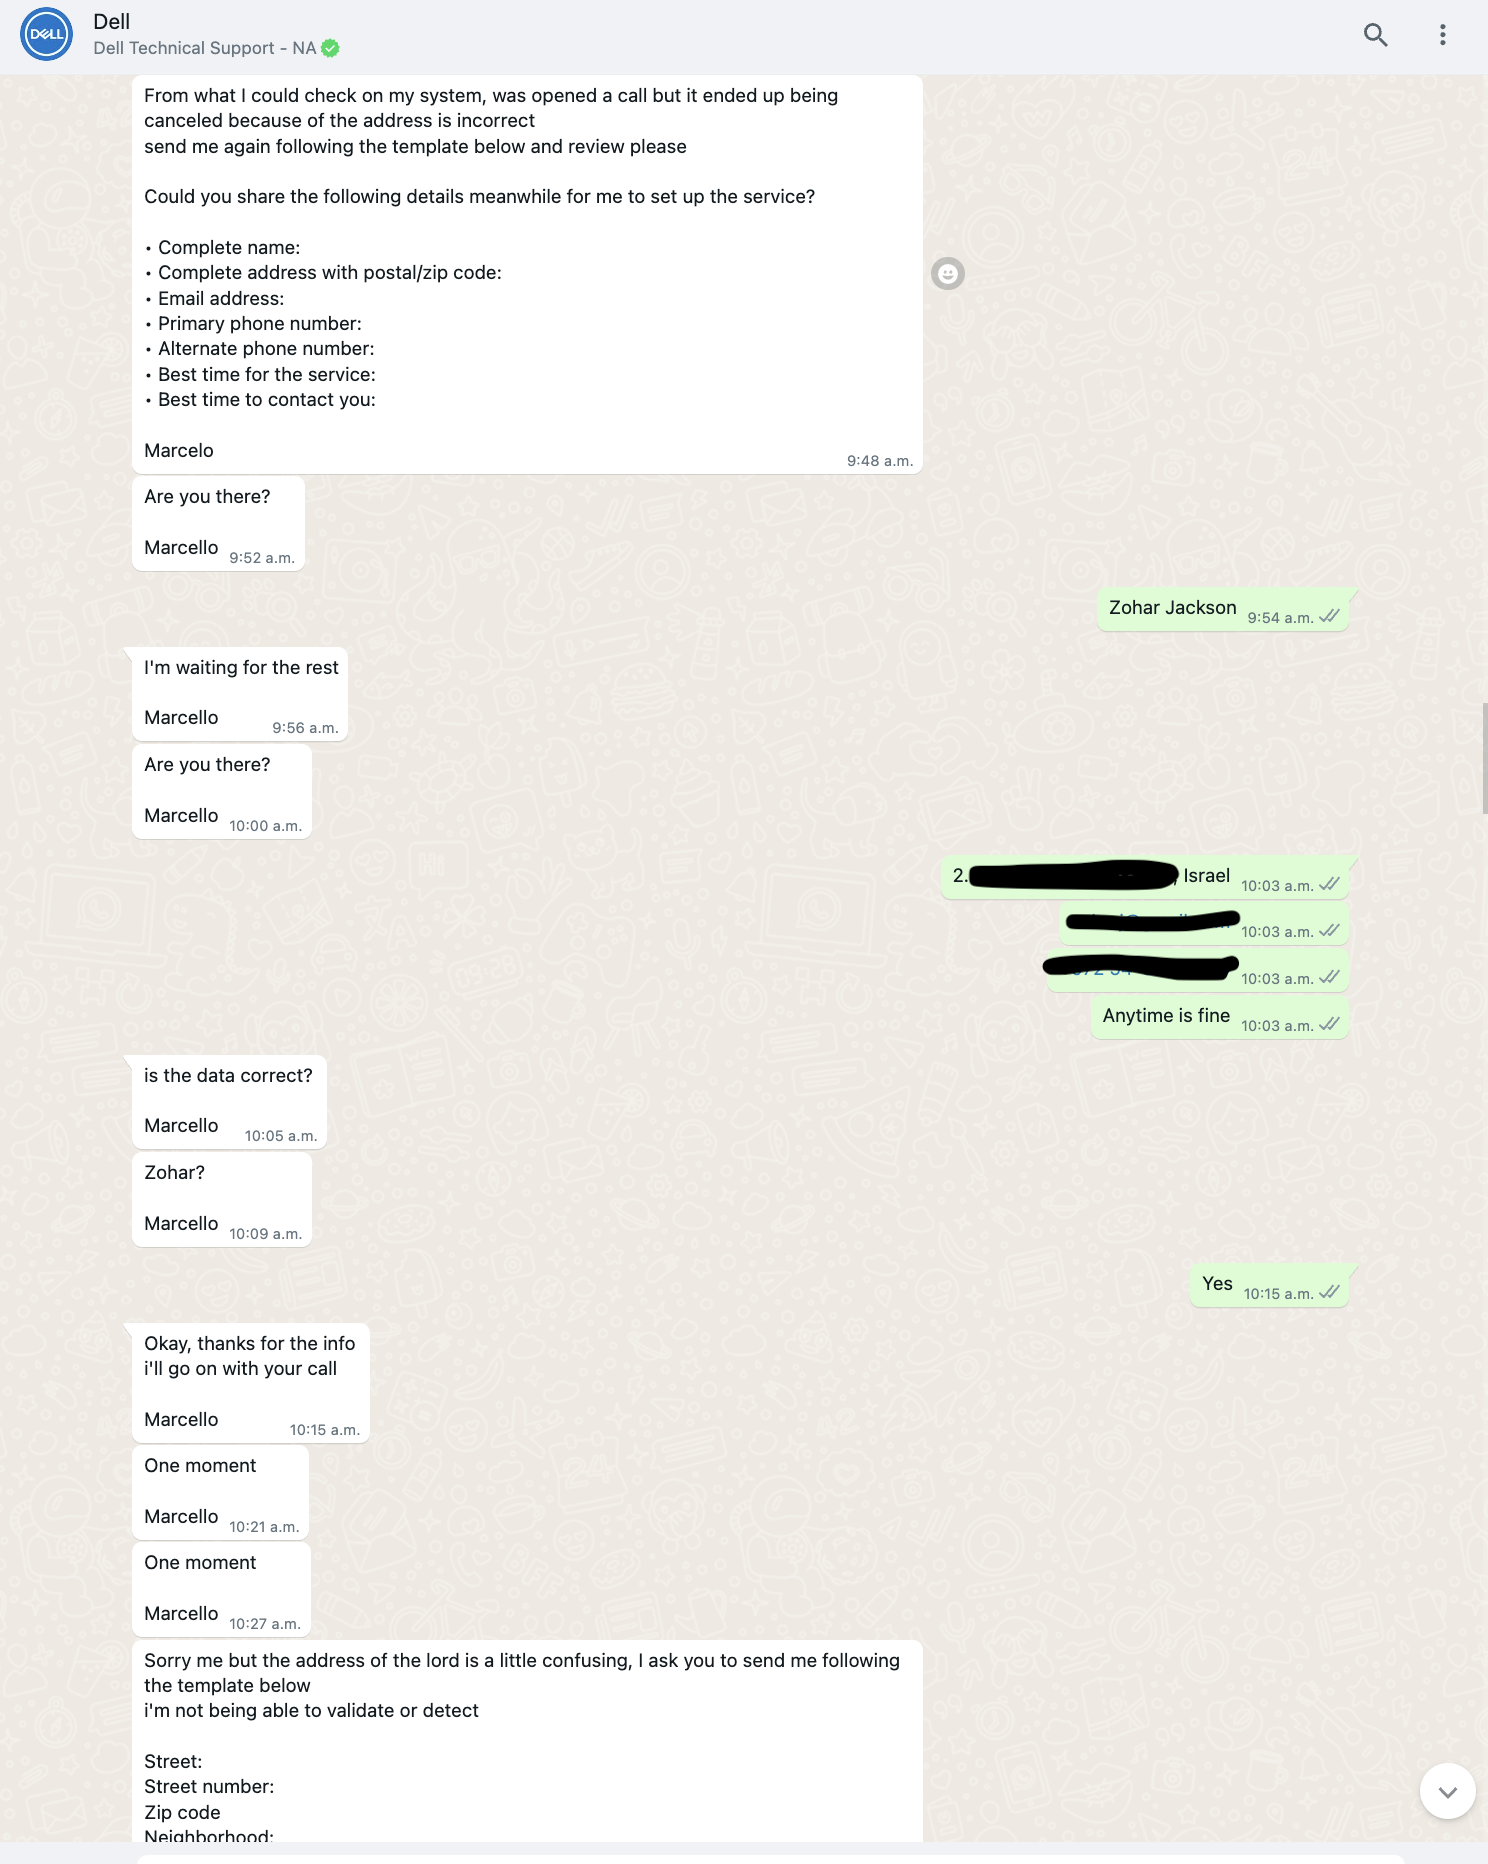 DELL
Dell
Dell Technical Support - NA
From what I could check on my system, was opened a call but it ended up being
canceled because of the address is incorrect
send me again following the template below and review please
Could you share the following details meanwhile for me to set up the service?
• Complete name:
• Complete address with postal/zip code:
• Email address:
• Primary phone number:
• Alternate phone number:
• Best time for the service:
• Best time to contact you:
Marcelo
9:48 a.m.
Are you there?
Marcello 9:52 a.m.
Zohar Jackson 9:54 a.m.
I'm waiting for the rest
Marcello 9:56 a.m.
Are you there?
Marcello 10:00 a.m.
2. , Israel 10:03 a.m.
10:03 a.m.
10:03 a.m.
Anytime is fine 10:03 a.m.
is the data correct?
Marcello 10:05 a.m.
Zohar?
Marcello 10:09 a.m.
Yes 10:15 a.m.
Okay, thanks for the info
i'll go on with your call
Marcello 10:15 a.m.
One moment
Marcello 10:21 a.m.
One moment
Marcello 10:27 a.m.
Sorry me but the address of the lord is a little confusing, I ask you to send me following
the template below
i'm not being able to validate or detect
Street:
Street number:
Zip code
Neighborhood: